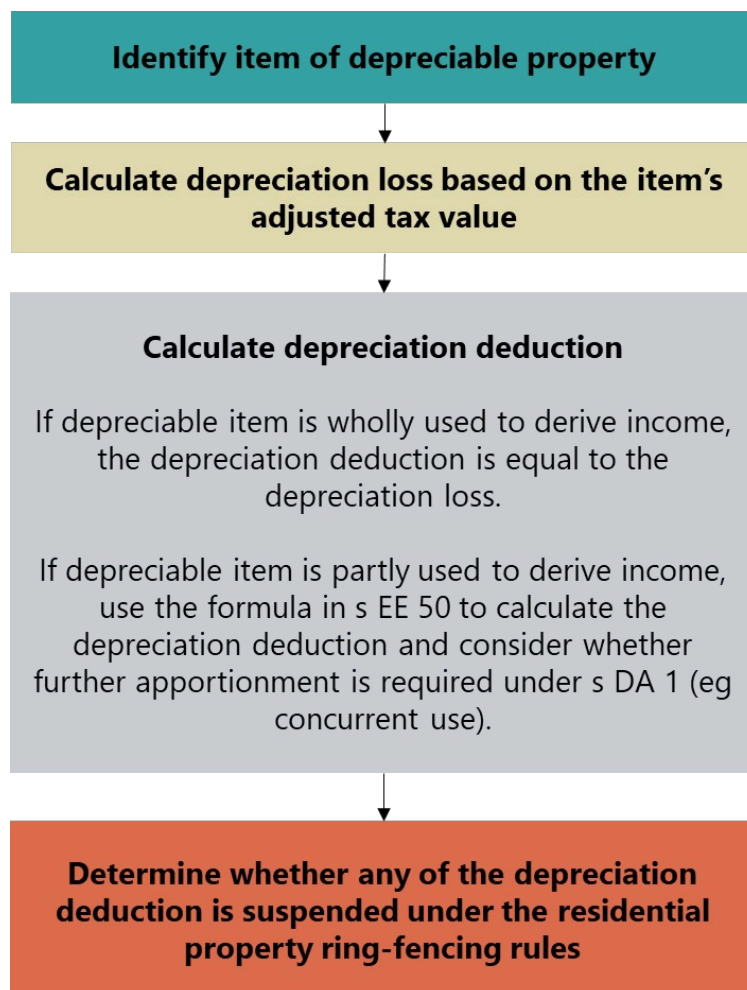 Identify item of depreciable property
Calculate depreciation loss based on the item’s
adjusted tax value
Calculate depreciation deduction
If depreciable item is wholly used to derive income,
the depreciation deduction is equal to the
depreciation loss.
If depreciable item is partly used to derive income,
use the formula in s EE 50 to calculate the
depreciation deduction and consider whether
further apportionment is required under s DA 1 (eg
concurrent use).
Determine whether any of the depreciation
deduction is suspended under the residential
property ring-fencing rules